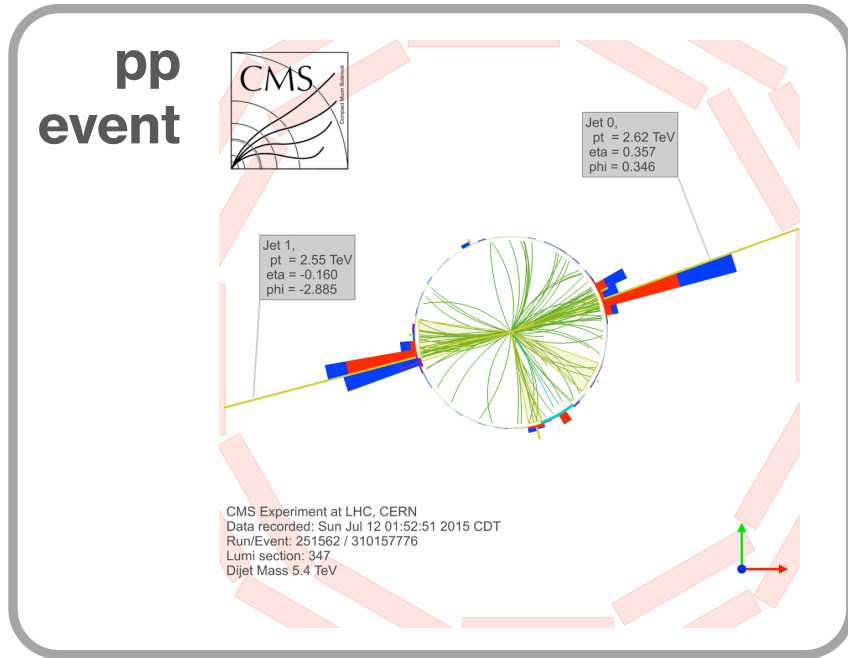 pp
event
CMS
Compact Muon Solenoid
Jet 0,
pt = 2.62 TeV
eta = 0.357
phi = 0.346
Jet 1,
pt = 2.55 TeV
eta = -0.160
phi = -2.885
CMS Experiment at LHC, CERN
Data recorded: Sun Jul 12 01:52:51 2015 CDT
Run/Event: 251562 / 310157776
Lumi section: 347
Dijet Mass 5.4 TeV